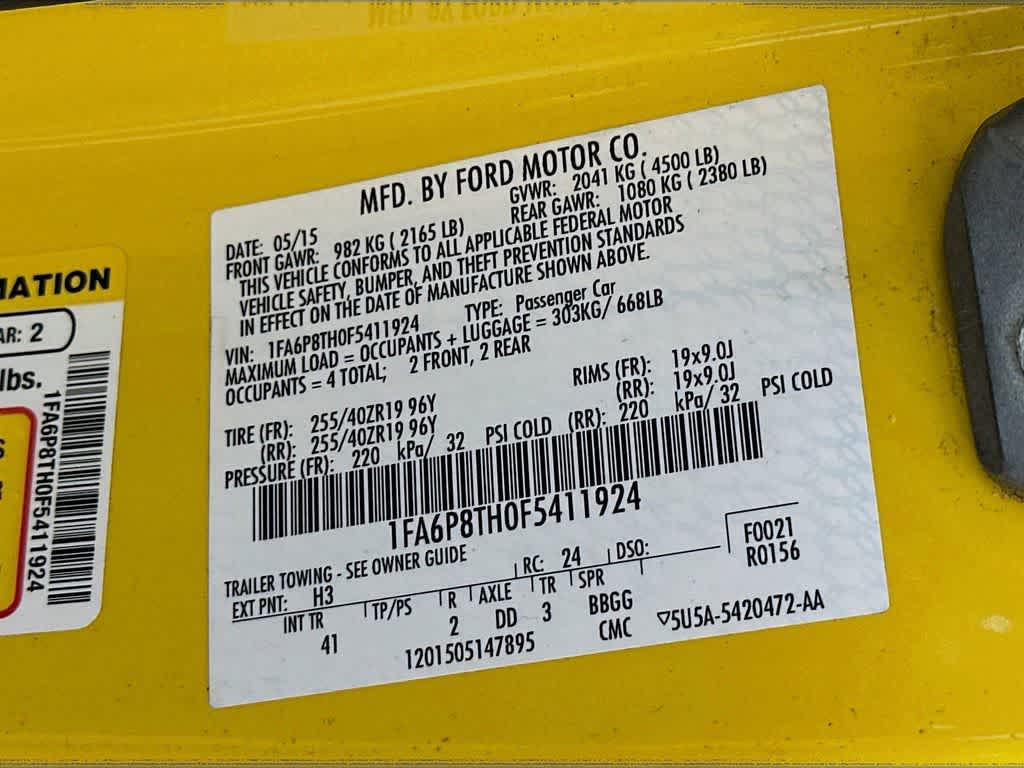 MFD. BY FORD MOTOR CO.
DATE: 05/15 GVWR: 2041 KG ( 4500 LB)
FRONT GAWR: 982 KG ( 2165 LB) REAR GAWR: 1080 KG ( 2380 LB)
THIS VEHICLE CONFORMS TO ALL APPLICABLE FEDERAL MOTOR
VEHICLE SAFETY, BUMPER, AND THEFT PREVENTION STANDARDS
IN EFFECT ON THE DATE OF MANUFACTURE SHOWN ABOVE.
VIN: 1FA6P8TH0F5411924 TYPE: Passenger Car
MAXIMUM LOAD = OCCUPANTS + LUGGAGE = 303KG/ 668LB
OCCUPANTS = 4 TOTAL; 2 FRONT, 2 REAR
TIRE (FR): 255/40ZR19 96Y RIMS (FR): 19x9.0J
(RR): 255/40ZR19 96Y (RR): 19x9.0J
PRESSURE (FR): 220 kPa/ 32 PSI COLD (RR): 220 kPa/ 32 PSI COLD
1FA6P8TH0F5411924
TRAILER TOWING - SEE OWNER GUIDE
EXT PNT: H3 RC: 24 DSO: F0021
R0156
INT TR TP/PS R AXLE TR SPR
41 2 DD 3 BBGG
1201505147895 CMC ▽5U5A-5420472-AA
MATION
AR: 2
lbs.
1FA6P8TH0F5411924